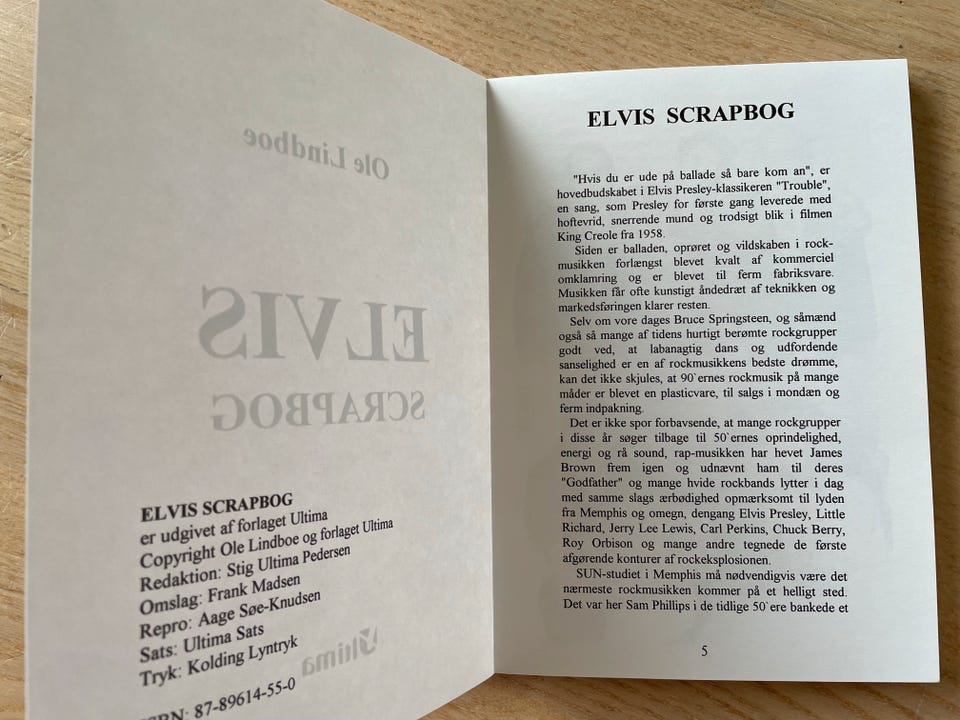 Ole Lindboe
ELVIS
SCRAPBOG
ELVIS SCRAPBOG
er udgivet af forlaget Ultima
Copyright Ole Lindboe og forlaget Ultima
Redaktion: Stig Ultima Pedersen
Omslag: Frank Madsen
Repro: Aage Søe-Knudsen
Sats: Ultima Sats
Tryk: Kolding Lyntryk
Ultima
ISBN: 87-89614-55-0
ELVIS SCRAPBOG
"Hvis du er ude på ballade så bare kom an", er
hovedbudskabet i Elvis Presley-klassikeren "Trouble",
en sang, som Presley for første gang leverede med
hoftevrid, snerrende mund og trodsigt blik i filmen
King Creole fra 1958.
Siden er balladen, oprøret og vildskaben i rock-
musikken forlængst blevet kvalt af kommerciel
omklamring og er blevet til ferm fabriksvare.
Musikken får ofte kunstigt åndedræt af teknikken og
markedsføringen klarer resten.
Selv om vore dages Bruce Springsteen, og såmænd
også så mange af tidens hurtigt berømte rockgrupper
godt ved, at labanagtig dans og udfordende
sanselighed er en af rockmusikkens bedste drømme,
kan det ikke skjules, at 90`ernes rockmusik på mange
måder er blevet en plasticvare, til salgs i mondæn og
ferm indpakning.
Det er ikke spor forbavsende, at mange rockgrupper
i disse år søger tilbage til 50`ernes oprindelighed,
energi og rå sound, rap-musikken har hevet James
Brown frem igen og udnævnt ham til deres
"Godfather" og mange hvide rockbands lytter i dag
med samme slags ærbødighed opmærksomt til lyden
fra Memphis og omegn, dengang Elvis Presley, Little
Richard, Jerry Lee Lewis, Carl Perkins, Chuck Berry,
Roy Orbison og mange andre tegnede de første
afgørende konturer af rockeksplosionen.
SUN-studiet i Memphis må nødvendigvis være det
nærmeste rockmusikken kommer på et helligt sted.
Det var her Sam Phillips i de tidlige 50`ere bankede et
5